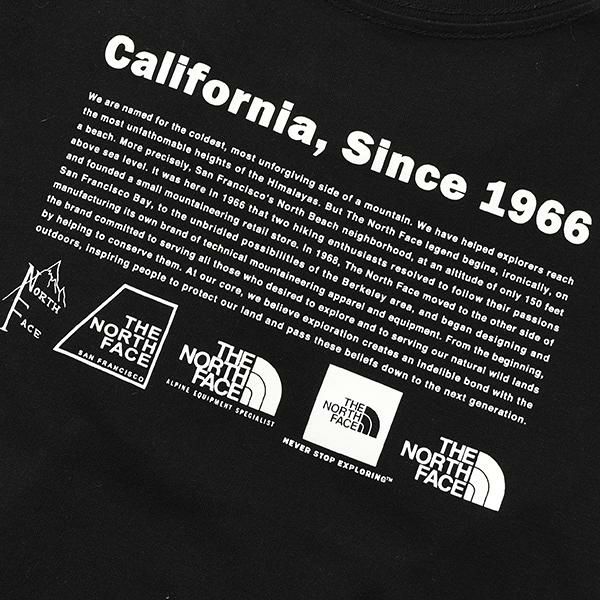 California, Since 1966
We are named for the coldest, most unforgiving side of a mountain. We have helped explorers reach
the most unfathomable heights of the Himalayas. But The North Face legend begins, ironically, on
a beach. More precisely, San Francisco's North Beach neighborhood, at an altitude of only 150 feet
above sea level. It was here in 1966 that two hiking enthusiasts resolved to follow their passions
and founded a small mountaineering retail store. In 1968, The North Face moved to the other side of
San Francisco Bay, to the unbridled possibilities of the Berkeley area, and began designing and
manufacturing its own brand of technical mountaineering apparel and equipment. From the beginning,
the brand committed to serving all those who desired to explore and to serving our natural wild lands
by helping to conserve them. At our core, we believe exploration creates an indelible bond with the
outdoors, inspiring people to protect our land and pass these beliefs down to the next generation.
North
Face
THE
NORTH
FACE
SAN FRANCISCO
THE
NORTH
FACE
ALPINE EQUIPMENT SPECIALIST
THE
NORTH
FACE
NEVER STOP EXPLORING™
THE
NORTH
FACE